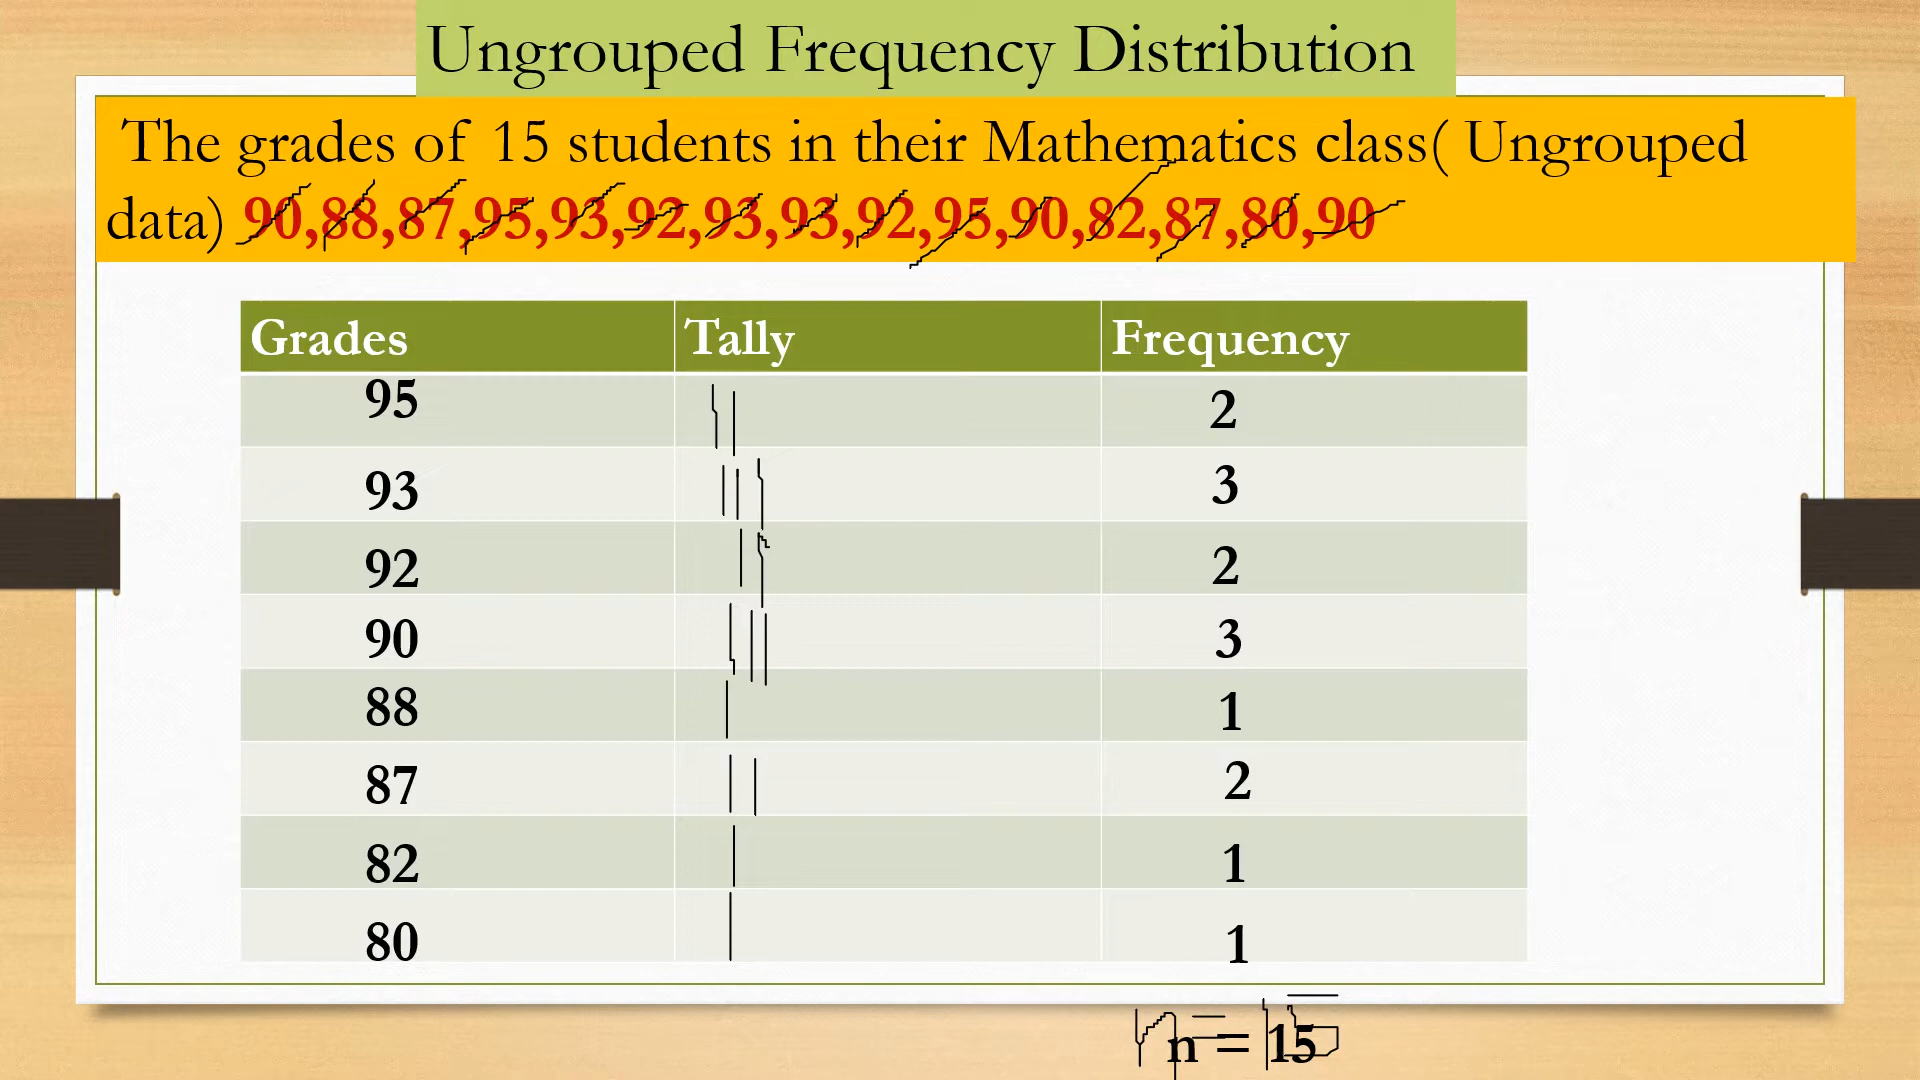 Ungrouped Frequency Distribution
The grades of 15 students in their Mathematics class( Ungrouped
data) 90,88,87,95,93,92,93,93,92,95,90,82,87,80,90
Grades Tally Frequency
95 || 2
93 ||| 3
92 || 2
90 ||| 3
88 | 1
87 || 2
82 | 1
80 | 1
n = 15